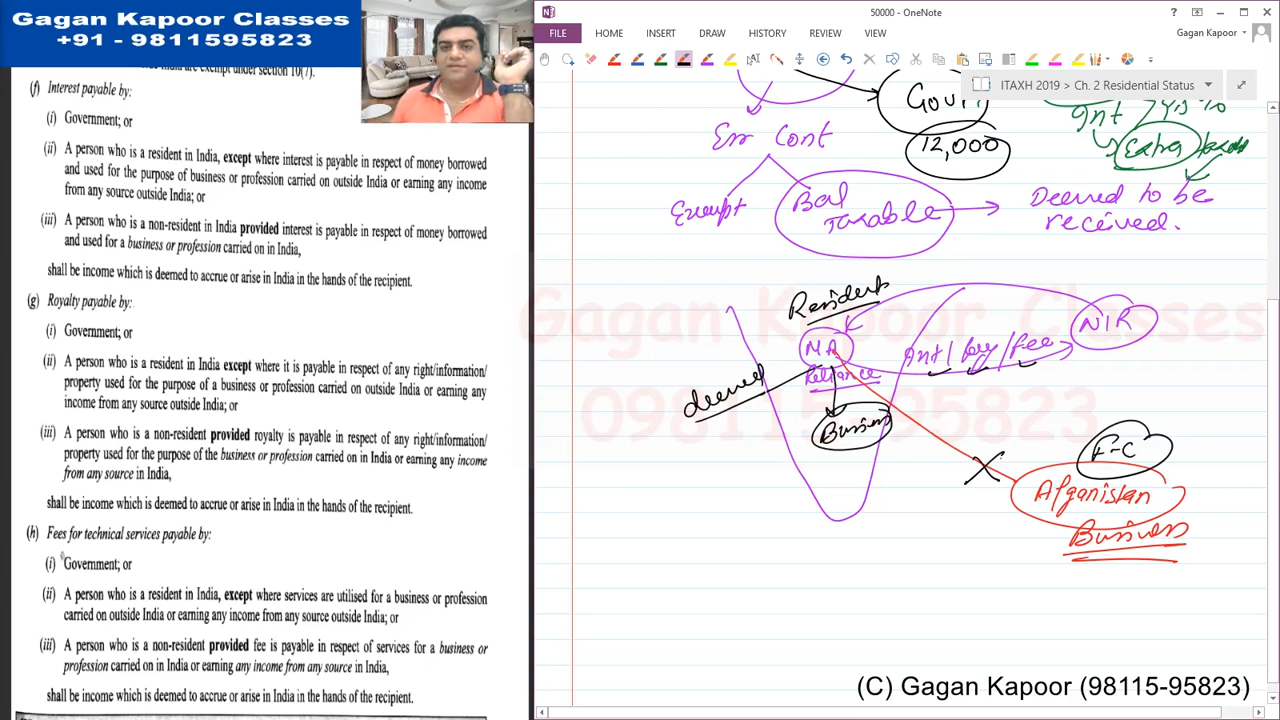 Gagan Kapoor Classes
+91 - 9811595823
India are exempt under section 10(7).
(f) Interest payable by:
(i) Government; or
(ii) A person who is a resident in India, except where interest is payable in respect of money borrowed
and used for the purpose of business or profession carried on outside India or earning any income
from any source outside India; or
(iii) A person who is a non-resident in India provided interest is payable in respect of money borrowed
and used for a business or profession carried on in India,
shall be income which is deemed to accrue or arise in India in the hands of the recipient.
(g) Royalty payable by:
(i) Government; or
(ii) A person who is a resident in India except where it is payable in respect of any right/information/
property used for the purpose of a business or profession carried on outside India or earning any
income from any source outside India; or
(iii) A person who is a non-resident provided royalty is payable in respect of any right/information/
property used for the purpose of the business or profession carried on in India or earning any income
from any source in India,
shall be income which is deemed to accrue or arise in India in the hands of the recipient.
(h) Fees for technical services payable by:
(i) Government; or
(ii) A person who is a resident in India, except where services are utilised for a business or profession
carried on outside India or earning any income from any source outside India; or
(iii) A person who is a non-resident provided fee is payable in respect of services for a business or
profession carried on in India or earning any income from any source in India,
shall be income which is deemed to accrue or arise in India in the hands of the recipient.
50000 - OneNote
FILE HOME INSERT DRAW HISTORY REVIEW VIEW
Gagan Kapoor
ITAXH 2019 > Ch. 2 Residential Status
Govt
12,000
Int
Extra
Err Cont
Exempt
Bal
Taxable
Deemed to be
received.
Resident
MA
Reliance
Int / Roy / fee
NIR
deemed
Business
F-C
Afganistan
Business
Gagan Kapoor Classes
098115-95823
(C) Gagan Kapoor (98115-95823)